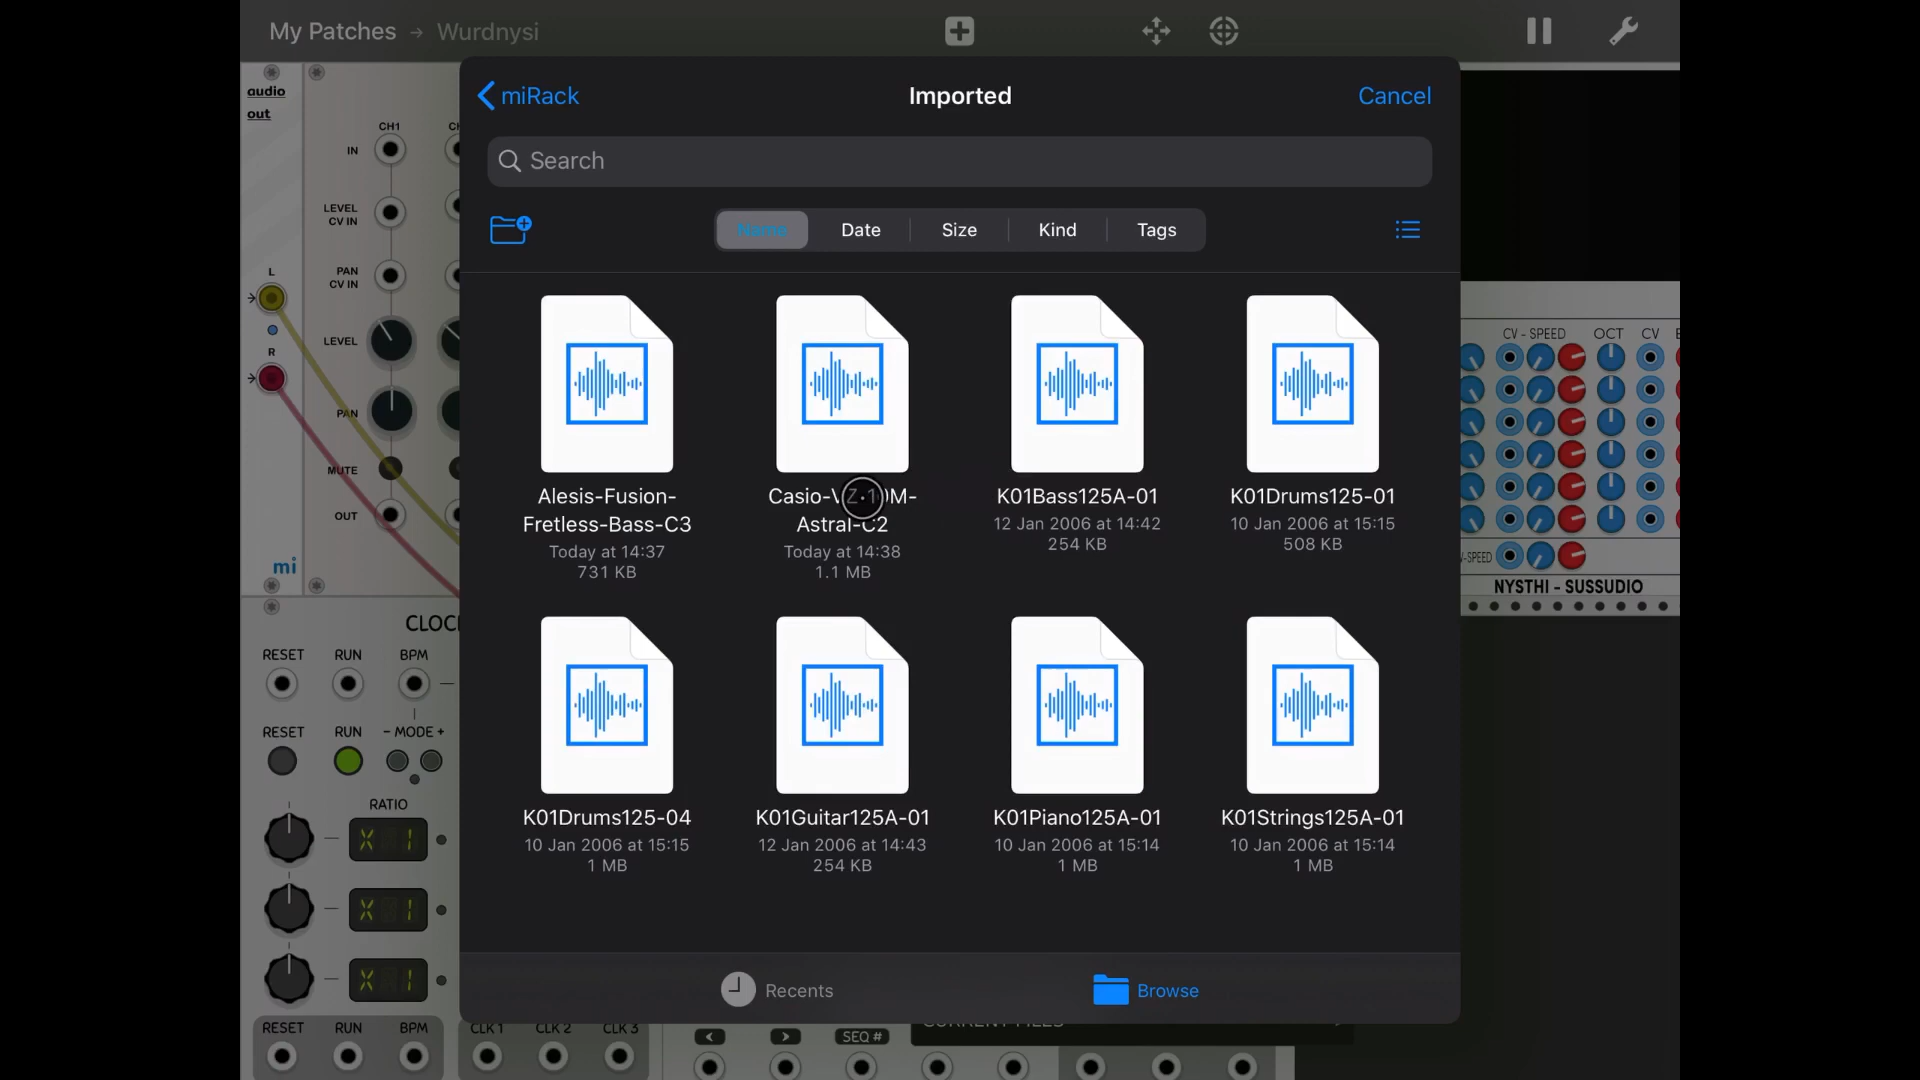 My Patches → Wurdnysi
miRack
Imported
Cancel
Search
Name
Date
Size
Kind
Tags
Alesis-Fusion-
Fretless-Bass-C3
Today at 14:37
731 KB
Astral-C2
Today at 14:38
1.1 MB
K01Bass125A-01
12 Jan 2006 at 14:42
254 KB
K01Drums125-01
10 Jan 2006 at 15:15
508 KB
K01Drums125-04
10 Jan 2006 at 15:15
1 MB
K01Guitar125A-01
12 Jan 2006 at 14:43
254 KB
K01Piano125A-01
10 Jan 2006 at 15:14
1 MB
K01Strings125A-01
10 Jan 2006 at 15:14
1 MB
Recents
Browse
audio
out
CH1
IN
LEVEL
CV IN
PAN
CV IN
L
R
LEVEL
PAN
MUTE
OUT
mi
RESET
RUN
BPM
RESET
RUN
- MODE +
RATIO
X 1
X 1
X 1
RESET
RUN
BPM
CLK 1
CLK 2
CLK 3
<
>
SEQ #
CV - SPEED
OCT
CV
NYSTHI - SUSSUDIO